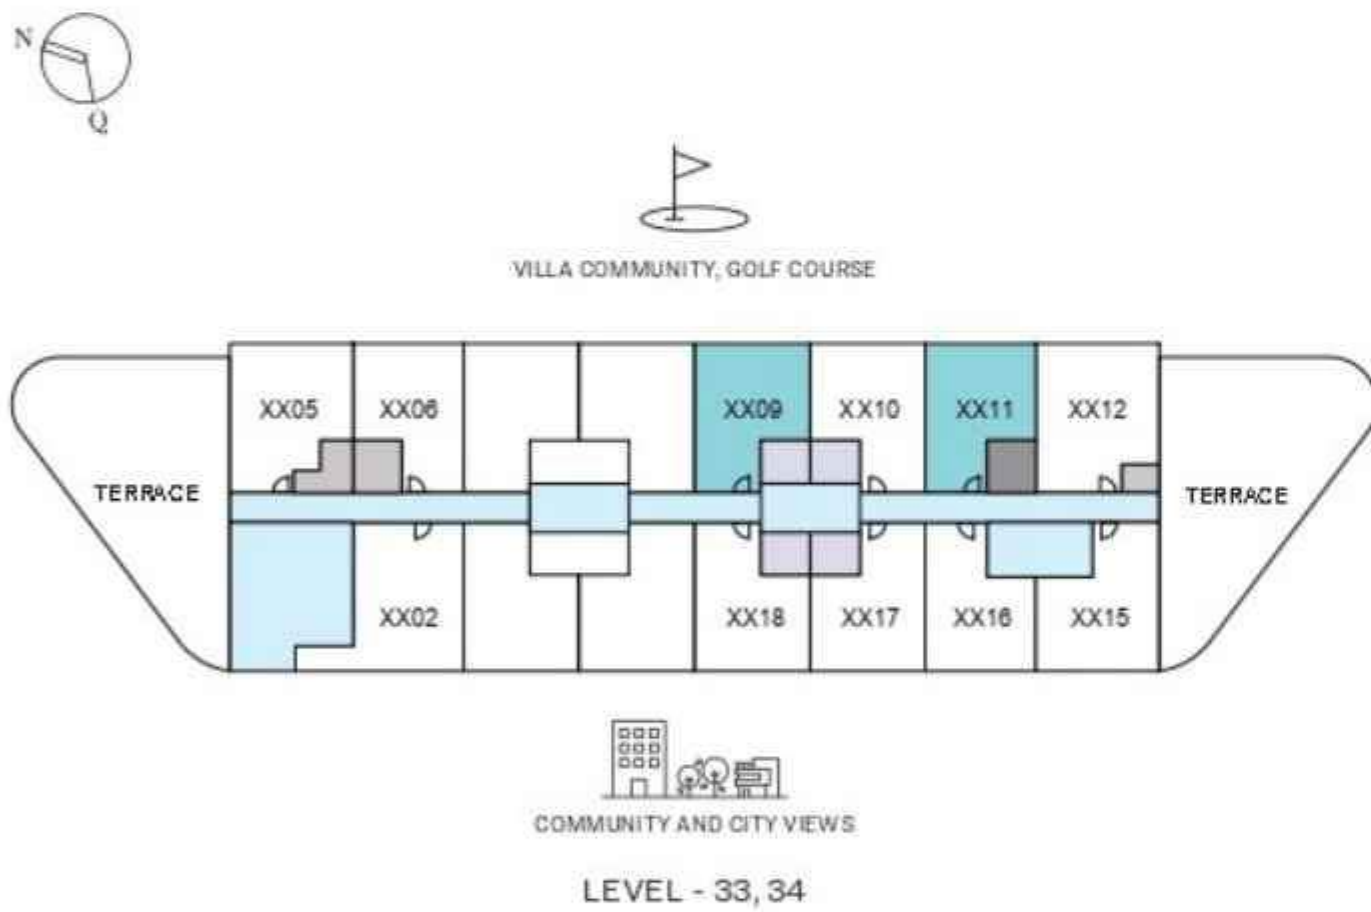 N
Q
VILLA COMMUNITY, GOLF COURSE
XX05 XX06 XX09 XX10 XX11 XX12
TERRACE TERRACE
XX02 XX18 XX17 XX16 XX15
COMMUNITY AND CITY VIEWS
LEVEL - 33, 34